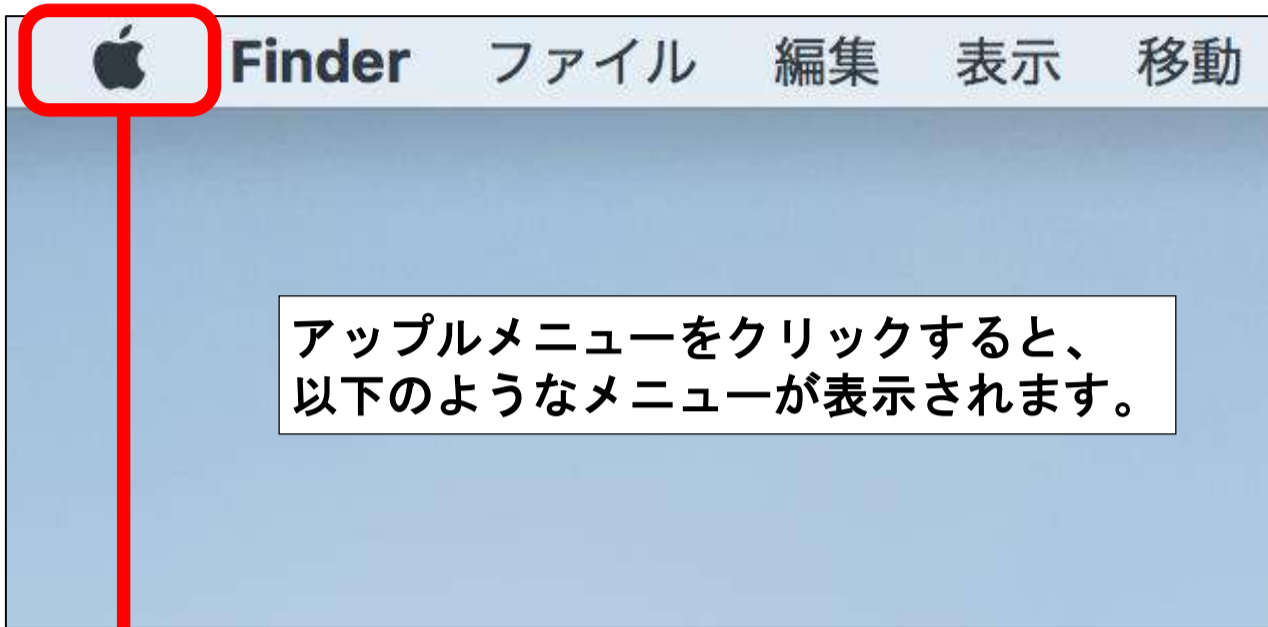 Finder ファイル 編集 表示 移動
アップルメニューをクリックすると、
以下のようなメニューが表示されます。